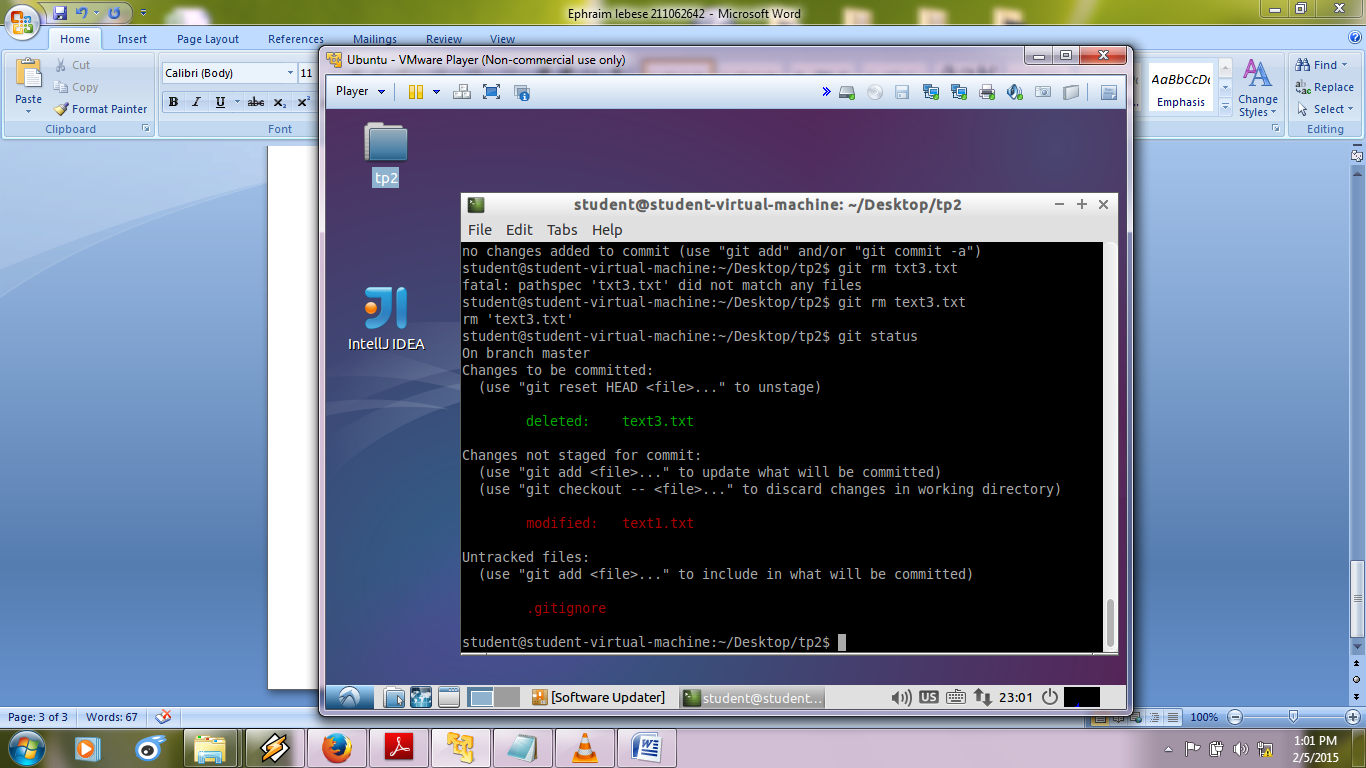 Ephraim lebese 211062642 - Microsoft Word
Home Insert Page Layout References Mailings Review View
Paste
Cut
Copy
Format Painter
Clipboard
Calibri (Body) 11
B I U abc x₂ x²
Font
AaBbCcDc
Emphasis
Change Styles
Find
Replace
Select
Editing
Ubuntu - VMware Player (Non-commercial use only)
Player
tp2
IntellJ IDEA
student@student-virtual-machine: ~/Desktop/tp2
File Edit Tabs Help
no changes added to commit (use "git add" and/or "git commit -a")
student@student-virtual-machine:~/Desktop/tp2$ git rm txt3.txt
fatal: pathspec 'txt3.txt' did not match any files
student@student-virtual-machine:~/Desktop/tp2$ git rm text3.txt
rm 'text3.txt'
student@student-virtual-machine:~/Desktop/tp2$ git status
On branch master
Changes to be committed:
(use "git reset HEAD <file>..." to unstage)
deleted: text3.txt
Changes not staged for commit:
(use "git add <file>..." to update what will be committed)
(use "git checkout -- <file>..." to discard changes in working directory)
modified: text1.txt
Untracked files:
(use "git add <file>..." to include in what will be committed)
.gitignore
student@student-virtual-machine:~/Desktop/tp2$
[Software Updater] student@student... US 23:01
Page: 3 of 3 Words: 67 100%
1:01 PM
2/5/2015